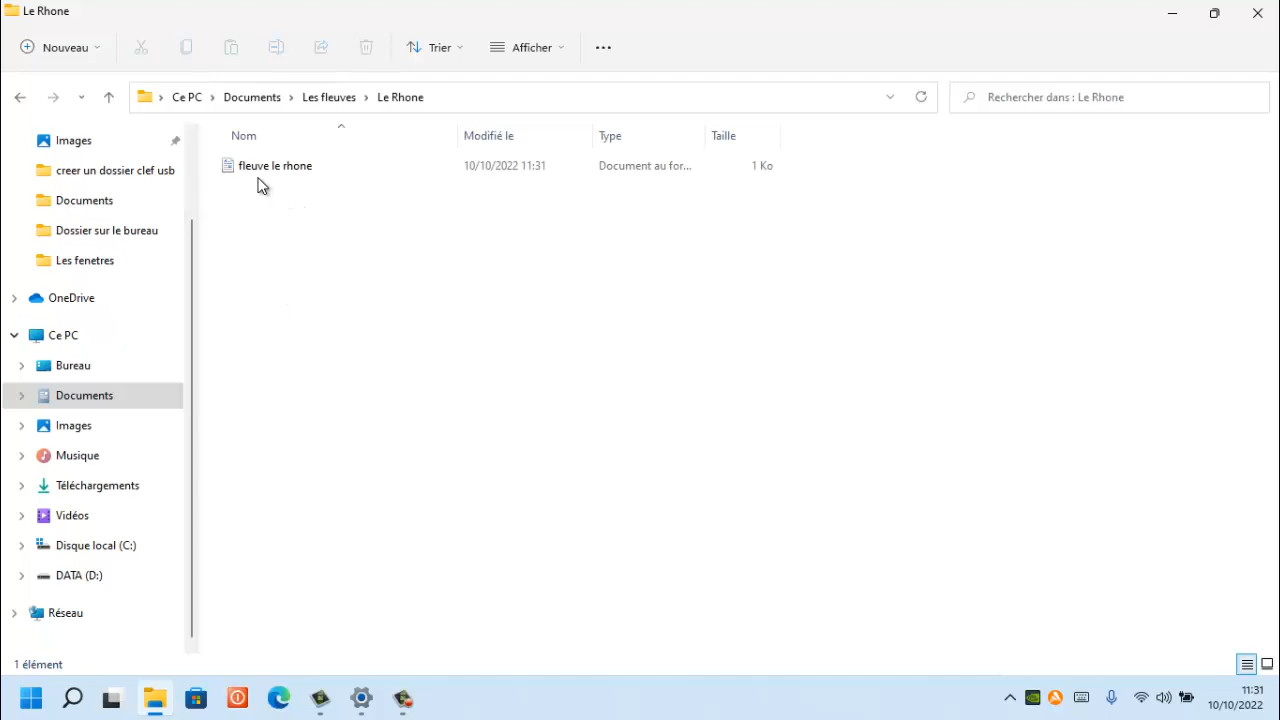 Le Rhone
Nouveau
Trier
Afficher
Ce PC > Documents > Les fleuves > Le Rhone
Rechercher dans : Le Rhone
Nom
Modifié le
Type
Taille
fleuve le rhone
10/10/2022 11:31
Document au for...
1 Ko
Images
creer un dossier clef usb
Documents
Dossier sur le bureau
Les fenetres
OneDrive
Ce PC
Bureau
Documents
Images
Musique
Téléchargements
Vidéos
Disque local (C:)
DATA (D:)
Réseau
1 élément
11:31
10/10/2022